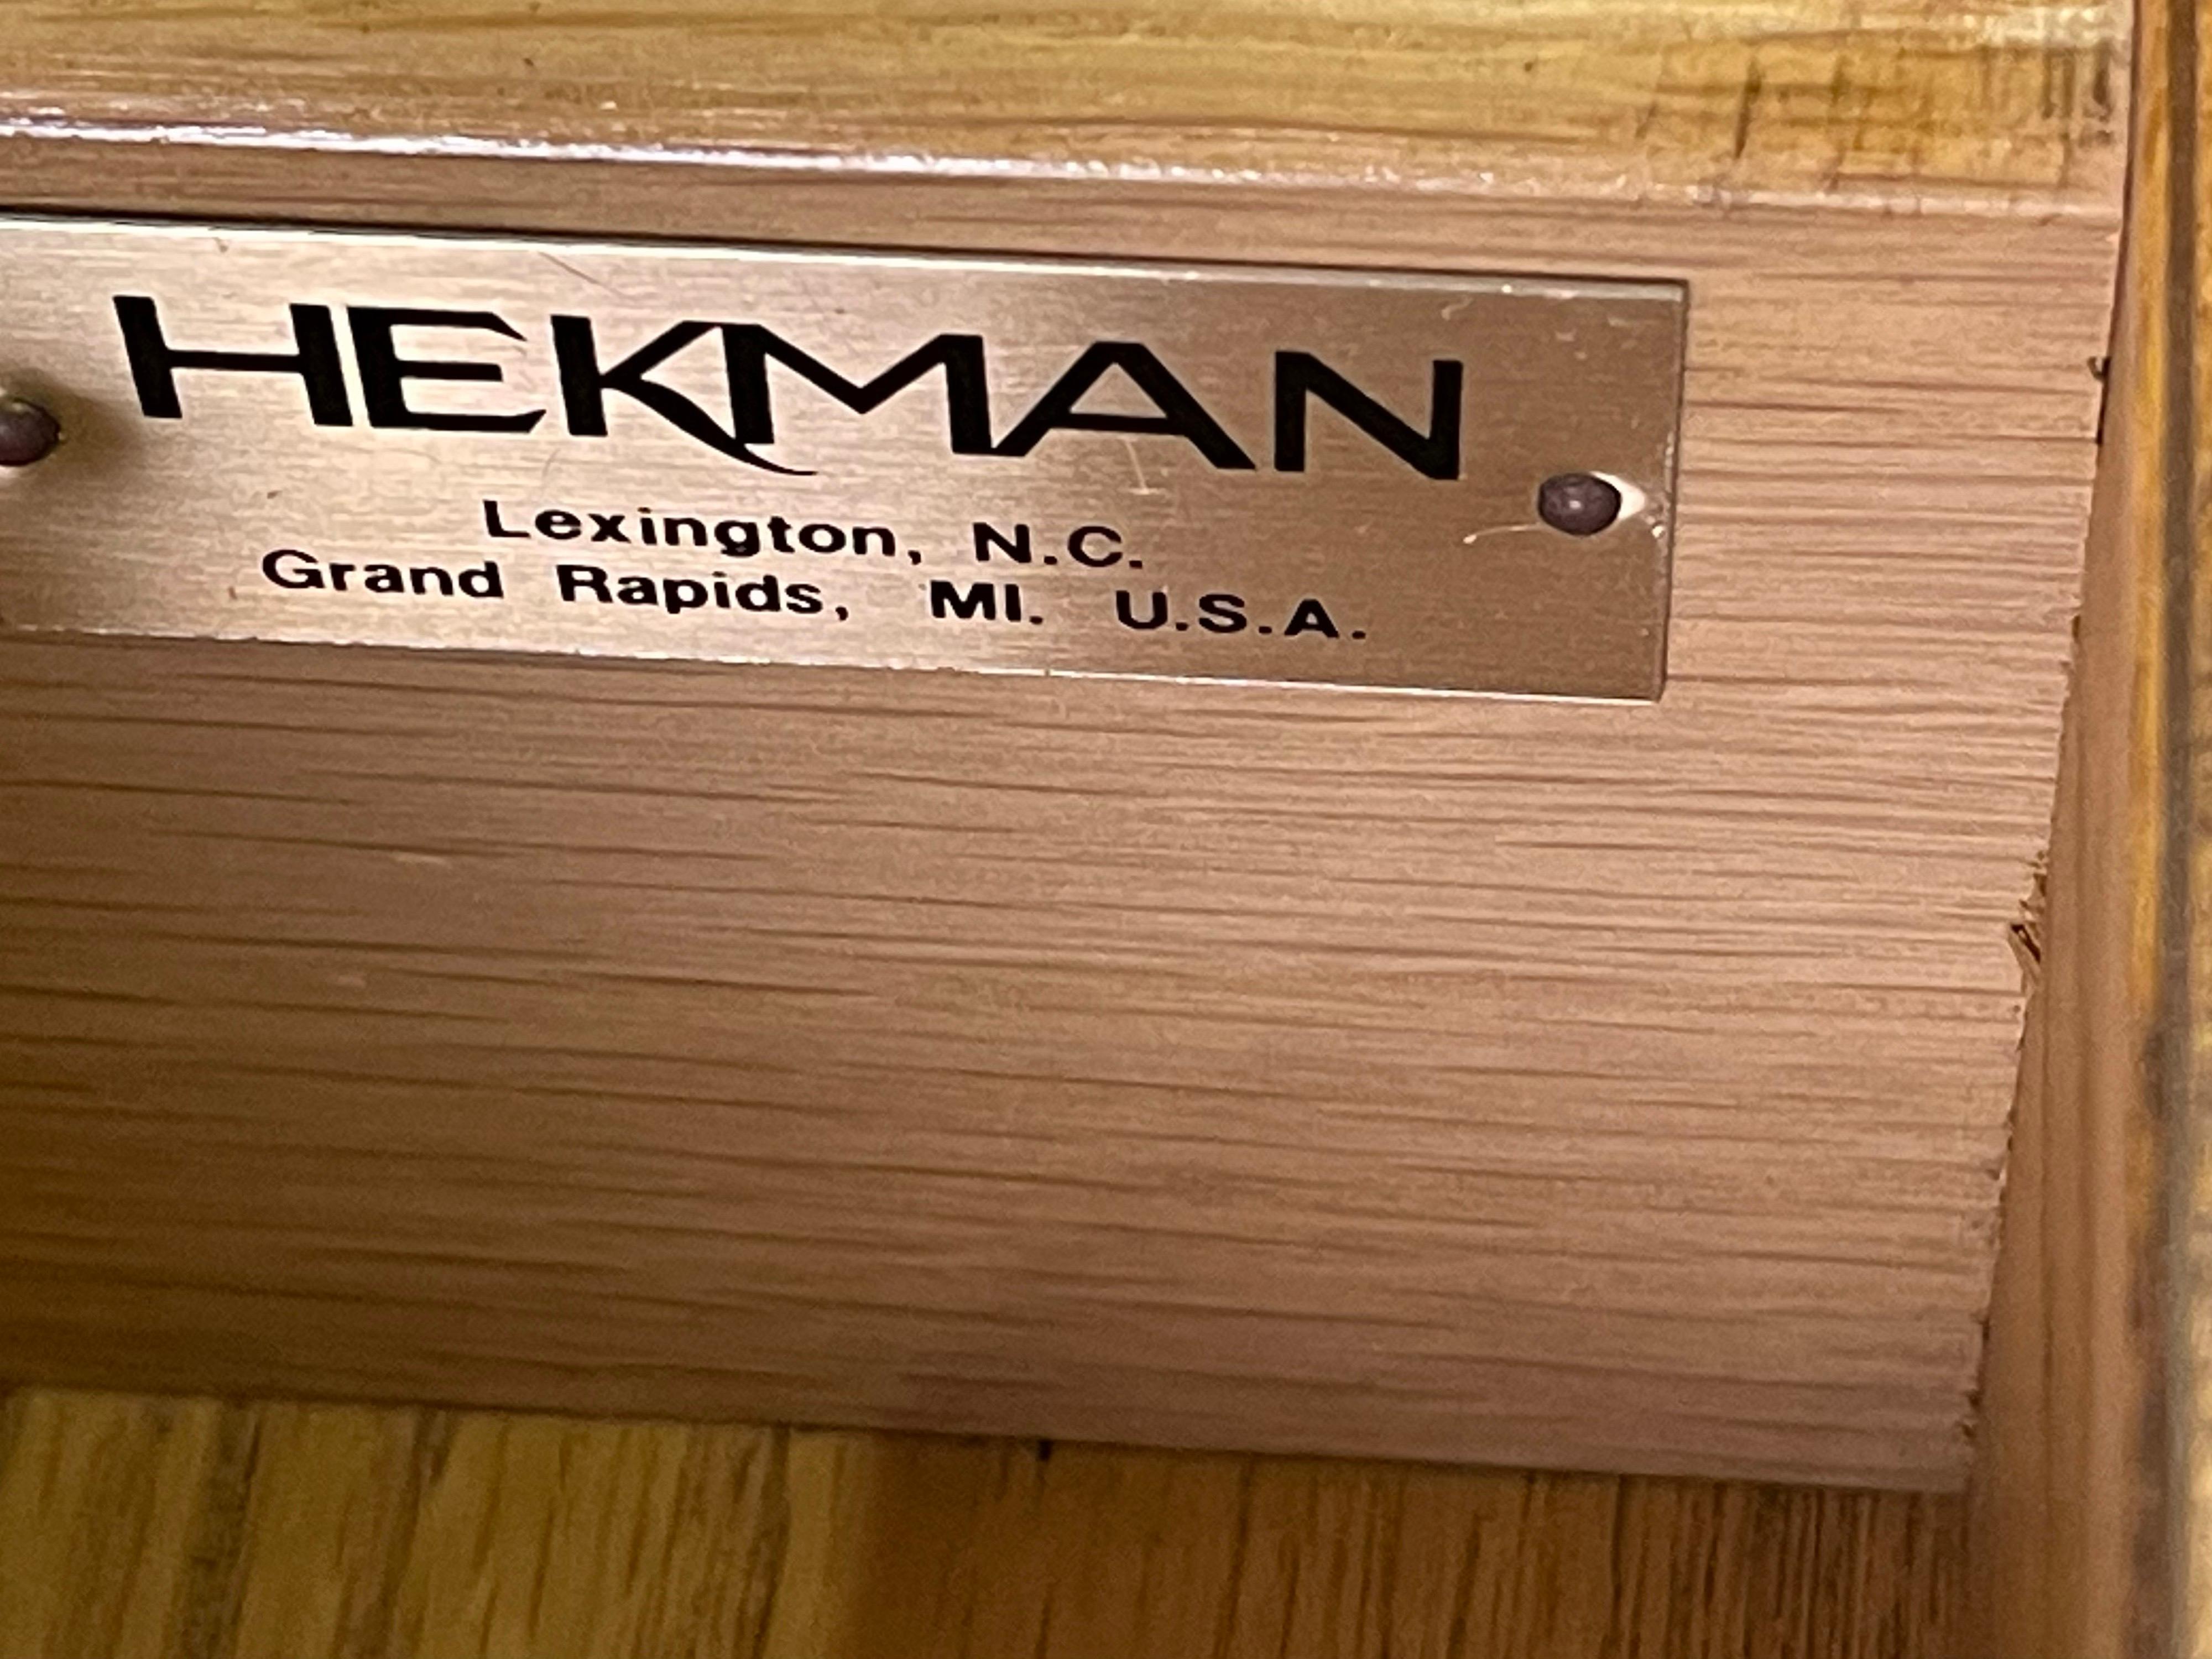 HEKMAN
Lexington, N.C.
Grand Rapids, MI. U.S.A.